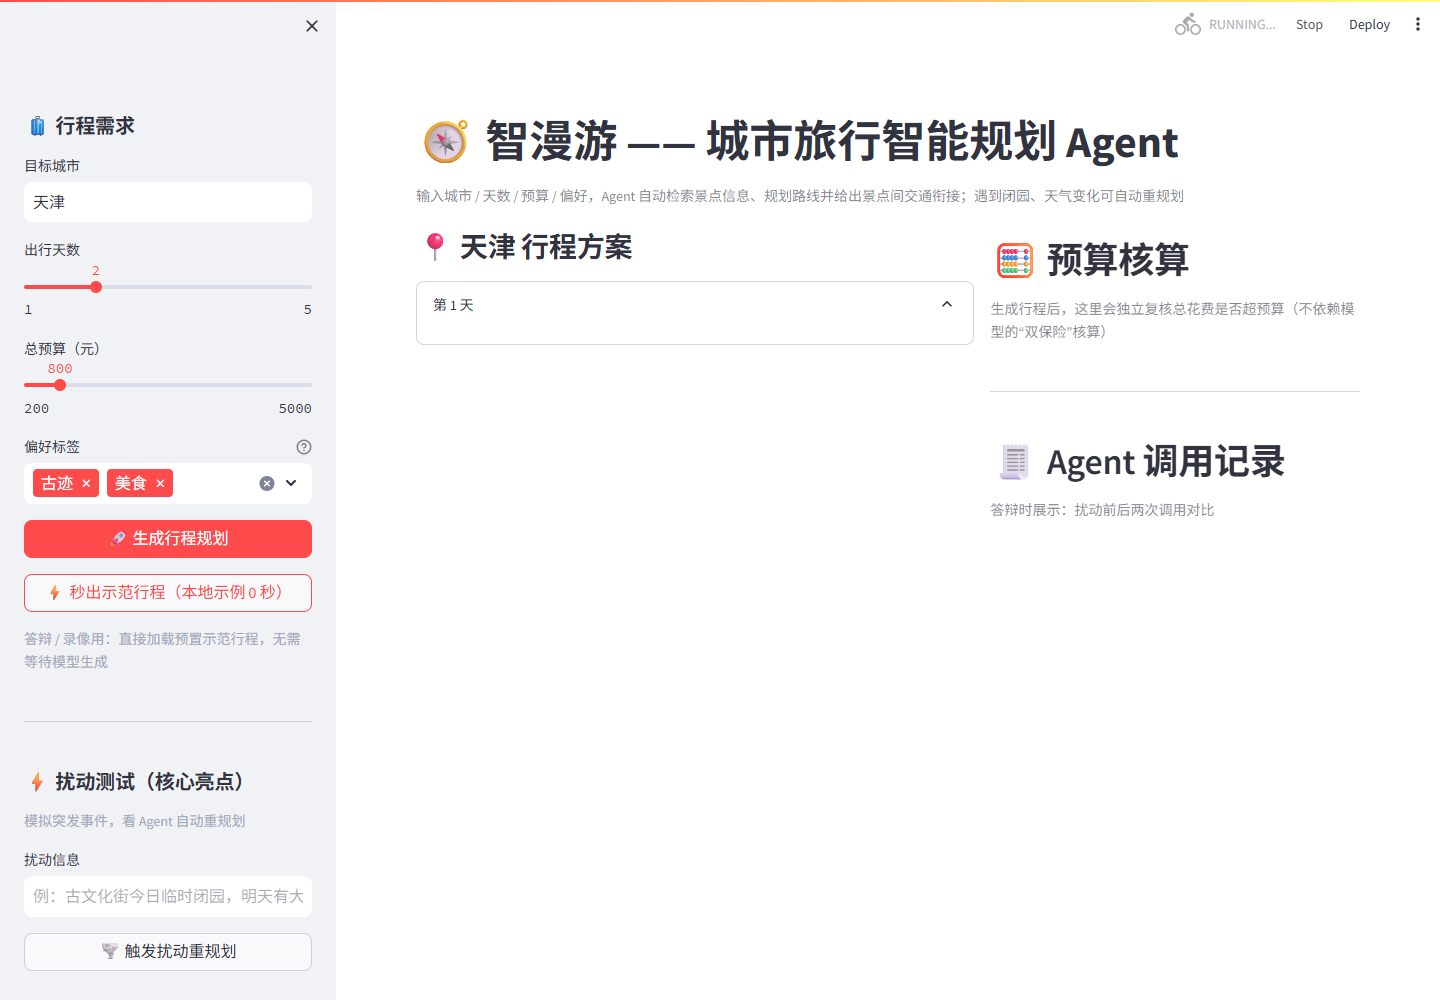 RUNNING...
Stop
Deploy
行程需求
目标城市
天津
出行天数
2
1
5
总预算（元）
800
200
5000
偏好标签
古迹
美食
生成行程规划
秒出示范行程（本地示例 0 秒）
答辩 / 录像用：直接加载预置示范行程，无需
等待模型生成
扰动测试（核心亮点）
模拟突发事件，看 Agent 自动重规划
扰动信息
例：古文化街今日临时闭园，明天有大
触发扰动重规划
智漫游 —— 城市旅行智能规划 Agent
输入城市 / 天数 / 预算 / 偏好，Agent 自动检索景点信息、规划路线并给出景点间交通衔接；遇到闭园、天气变化可自动重规划
天津 行程方案
第 1 天
预算核算
生成行程后，这里会独立复核总花费是否超预算（不依赖模
型的“双保险”核算）
Agent 调用记录
答辩时展示：扰动前后两次调用对比